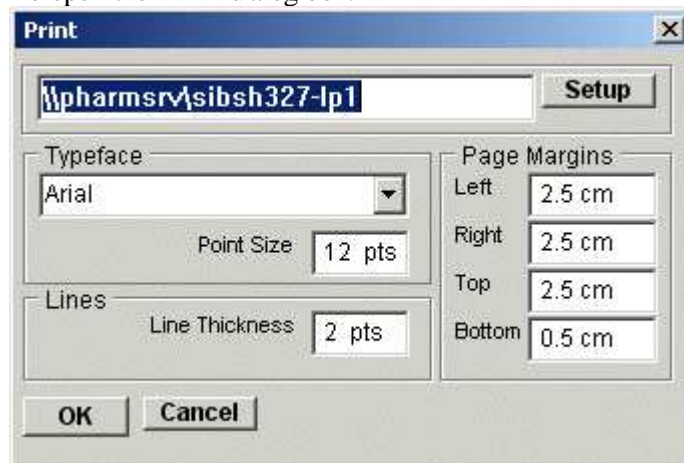 Print
\\pharmsrv\sibsh327-lp1
Setup
Typeface
Arial
Point Size 12 pts
Lines
Line Thickness 2 pts
Page Margins
Left 2.5 cm
Right 2.5 cm
Top 2.5 cm
Bottom 0.5 cm
OK Cancel